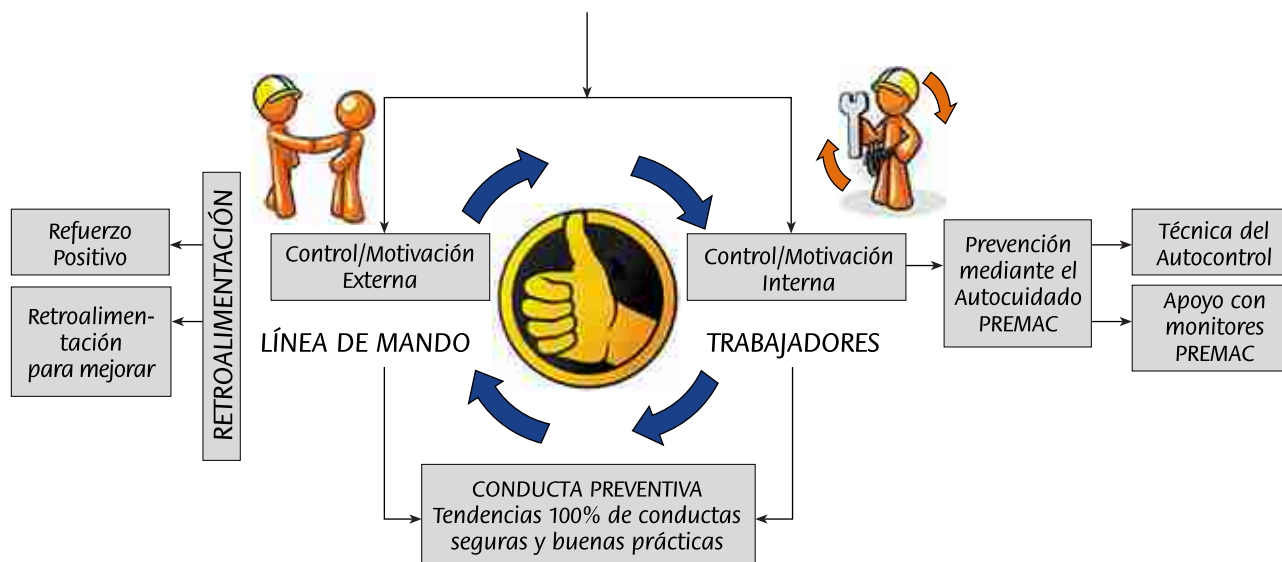 Refuerzo
Positivo
Retroalimen-
tación
para mejorar
RETROALIMENTACIÓN
Control/Motivación
Externa
LÍNEA DE MANDO
Control/Motivación
Interna
TRABAJADORES
Prevención
mediante el
Autocuidado
PREMAC
Técnica del
Autocontrol
Apoyo con
monitores
PREMAC
CONDUCTA PREVENTIVA
Tendencias 100% de conductas
seguras y buenas prácticas